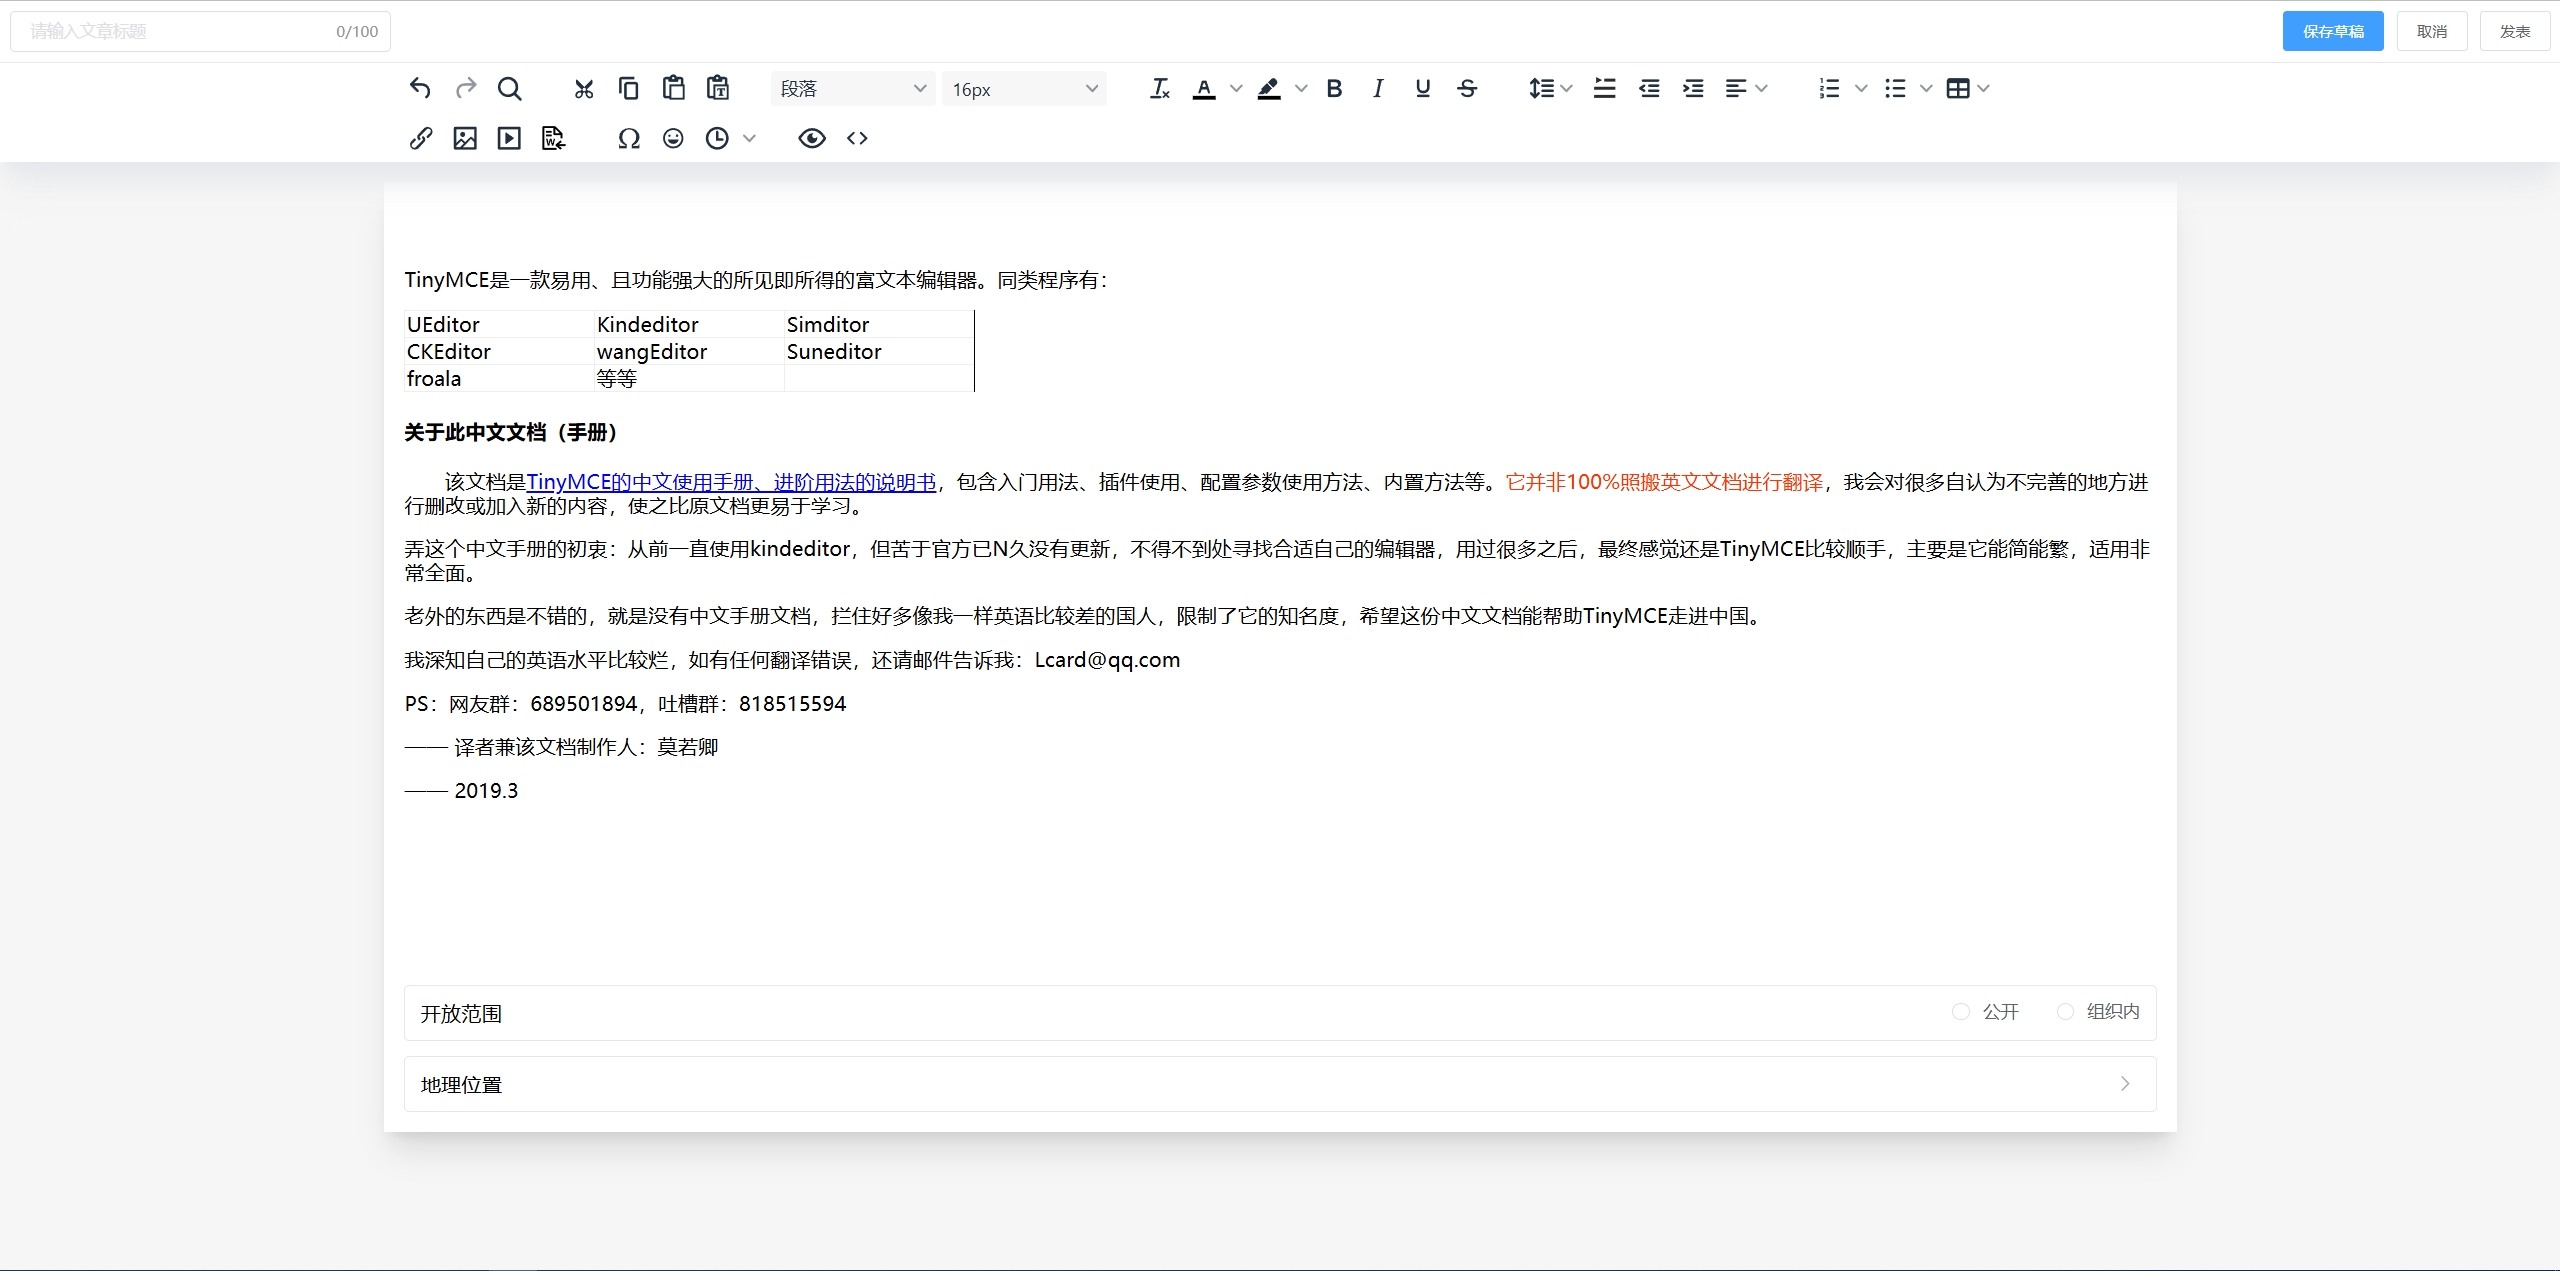 请输入文章标题 0/100 保存草稿 取消 发表
段落 16px
TinyMCE是一款易用、且功能强大的所见即所得的富文本编辑器。同类程序有：
UEditor Kindeditor Simditor
CKEditor wangEditor Suneditor
froala 等等
关于此中文文档（手册）
该文档是TinyMCE的中文使用手册、进阶用法的说明书，包含入门用法、插件使用、配置参数使用方法、内置方法等。它并非100%照搬英文文档进行翻译，我会对很多自认为不完善的地方进
行删改或加入新的内容，使之比原文档更易于学习。
弄这个中文手册的初衷：从前一直使用kindeditor，但苦于官方已N久没有更新，不得不到处寻找合适自己的编辑器，用过很多之后，最终感觉还是TinyMCE比较顺手，主要是它能简能繁，适用非
常全面。
老外的东西是不错的，就是没有中文手册文档，拦住好多像我一样英语比较差的国人，限制了它的知名度，希望这份中文文档能帮助TinyMCE走进中国。
我深知自己的英语水平比较烂，如有任何翻译错误，还请邮件告诉我：Lcard@qq.com
PS：网友群：689501894，吐槽群：818515594
—— 译者兼该文档制作人：莫若卿
—— 2019.3
开放范围 公开 组织内
地理位置